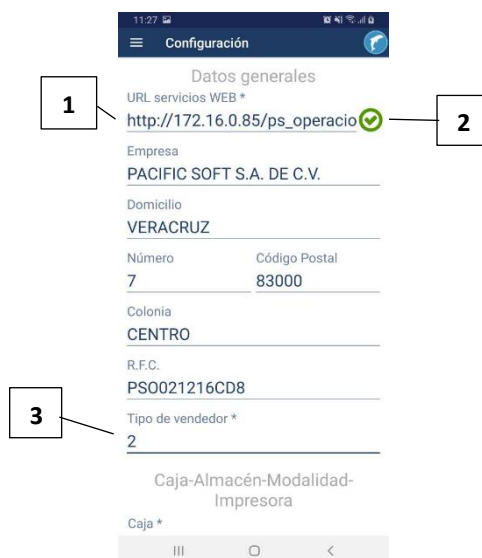 11:27
Configuración
Datos generales
URL servicios WEB *
1
http://172.16.0.85/ps_operacio
2
Empresa
PACIFIC SOFT S.A. DE C.V.
Domicilio
VERACRUZ
Número Código Postal
7 83000
Colonia
CENTRO
R.F.C.
PSO021216CD8
3
Tipo de vendedor *
2
Caja-Almacén-Modalidad-
Impresora
Caja *